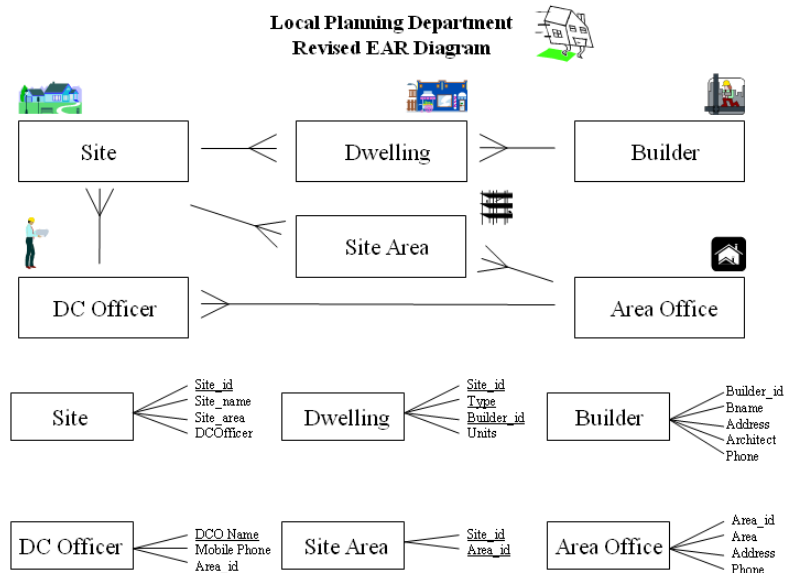 Local Planning Department
Revised EAR Diagram
Site
Dwelling
Builder
Site Area
DC Officer
Area Office
Site
Site_id
Site_name
Site_area
DCOfficer
Dwelling
Site_id
Type
Builder_id
Units
Builder
Builder_id
Bname
Address
Architect
Phone
DC Officer
DCO Name
Mobile Phone
Area_id
Site Area
Site_id
Area_id
Area Office
Area_id
Area
Address
Phone